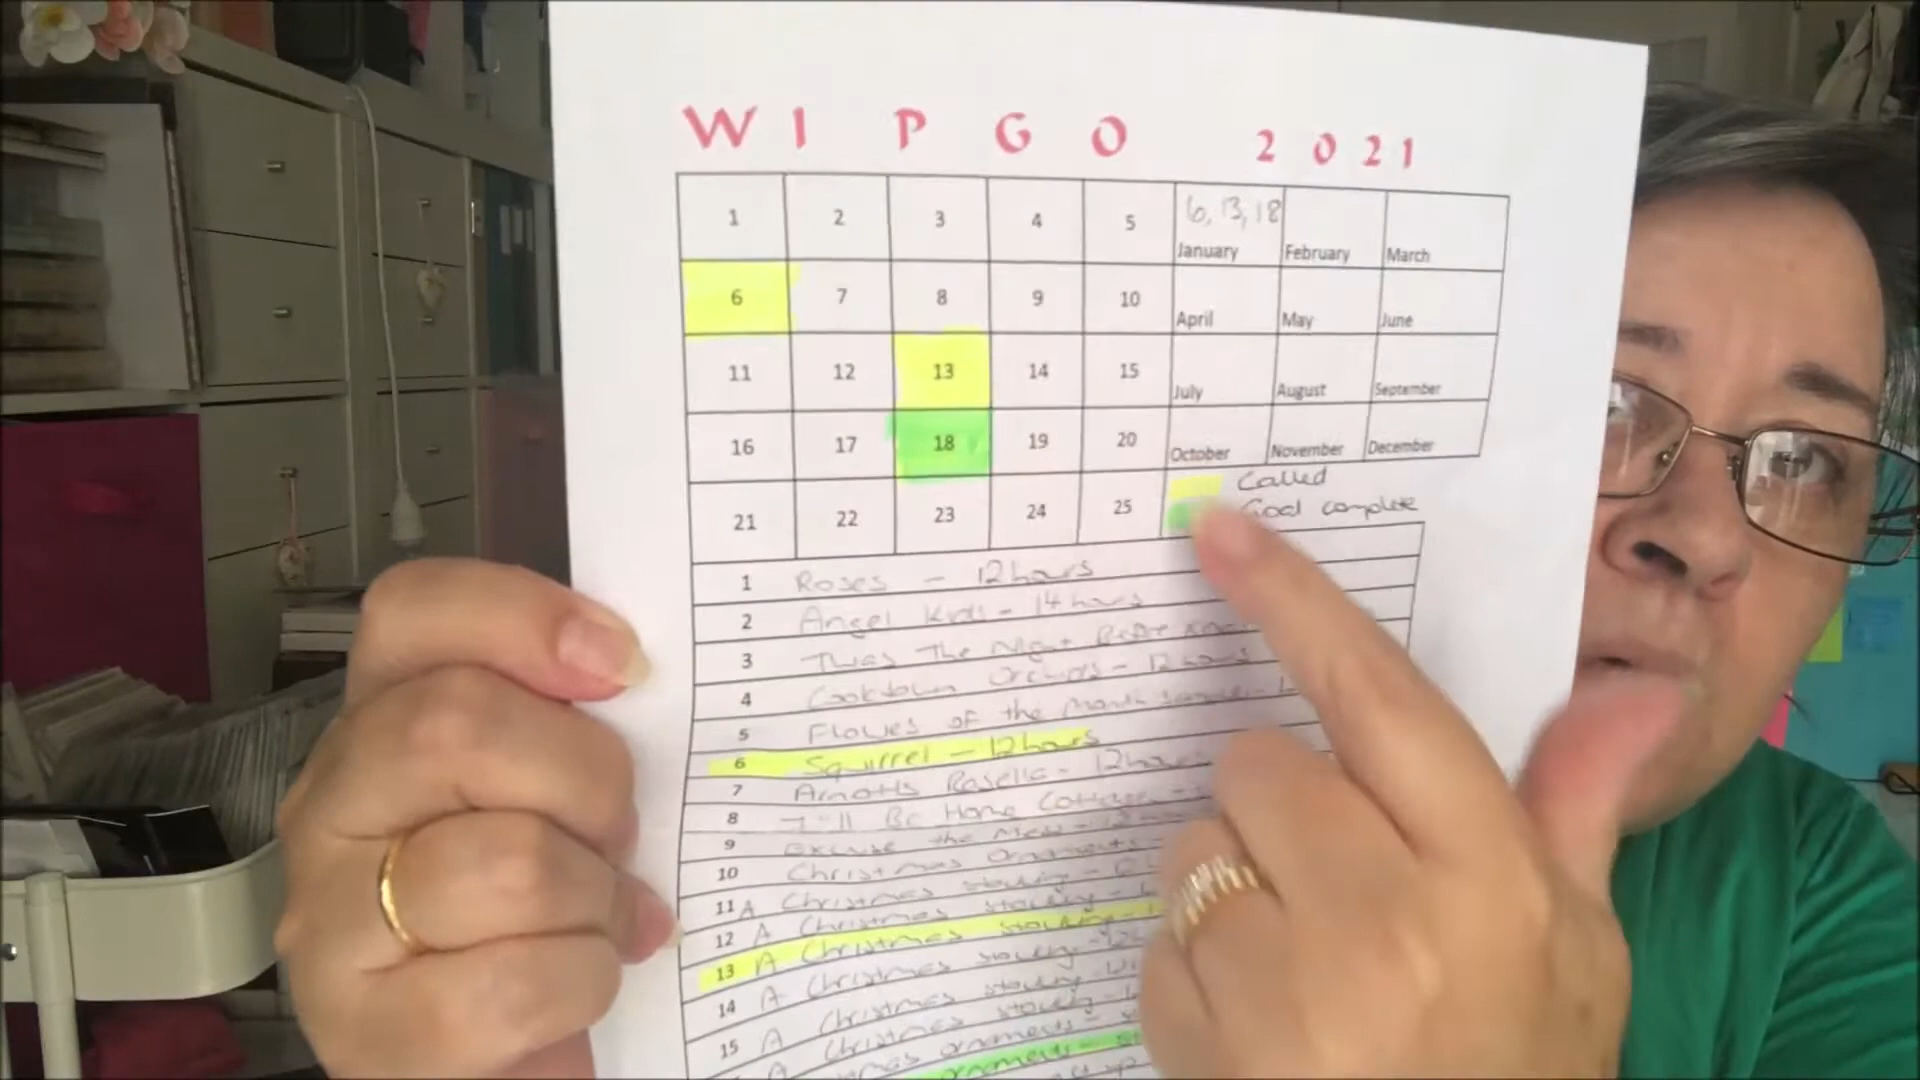 WIPGO 2021
1 2 3 4 5 6, 13, 18 January February March
6 7 8 9 10 April May June
11 12 13 14 15 July August September
16 17 18 19 20 October November December
21 22 23 24 25 Called
Goal complete
1 Roses - 12 hours
2 Angel Kids - 14 hours
3 Twas The Night Before
4 Cooktown Orchids - 12 hours
5 of the Month
6 Squirrel - 12 hours
7 Arnotts Rosella - 12 hours
8 I'll Be Home
9 Excuse the Mess - 12
10 Christmas Ornaments -
11 A Christmas stocking -
12 A Christmas stocking -
13 A Christmas stocking -
14 A Christmas stocking -
15 A Christmas stocking -
A Christmas ornaments -
ornaments -